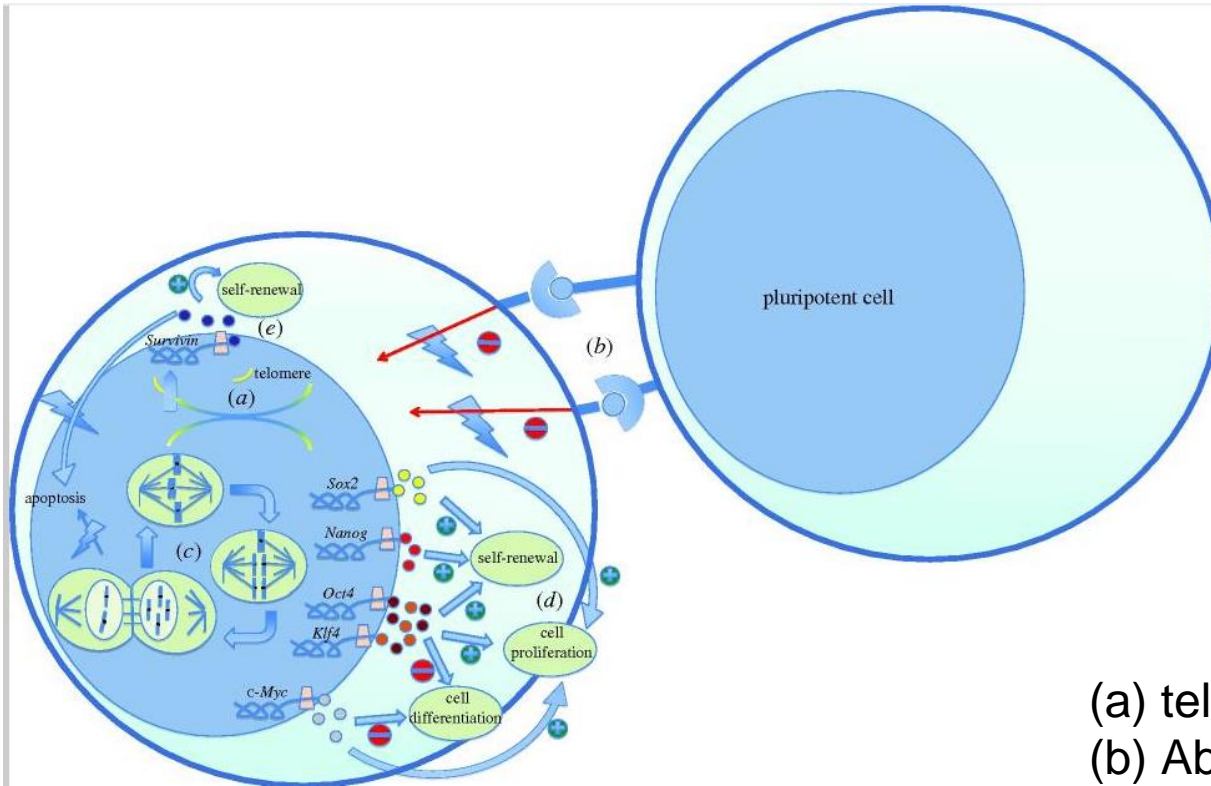 pluripotent cell
self-renewal
(e)
Survivin
telomere
(a)
(b)
apoptosis
(c)
Sox2
Nanog
self-renewal
Oct4
(d)
Klf4
cell
proliferation
c-Myc
cell
differentiation
(a) tel
(b) Ab